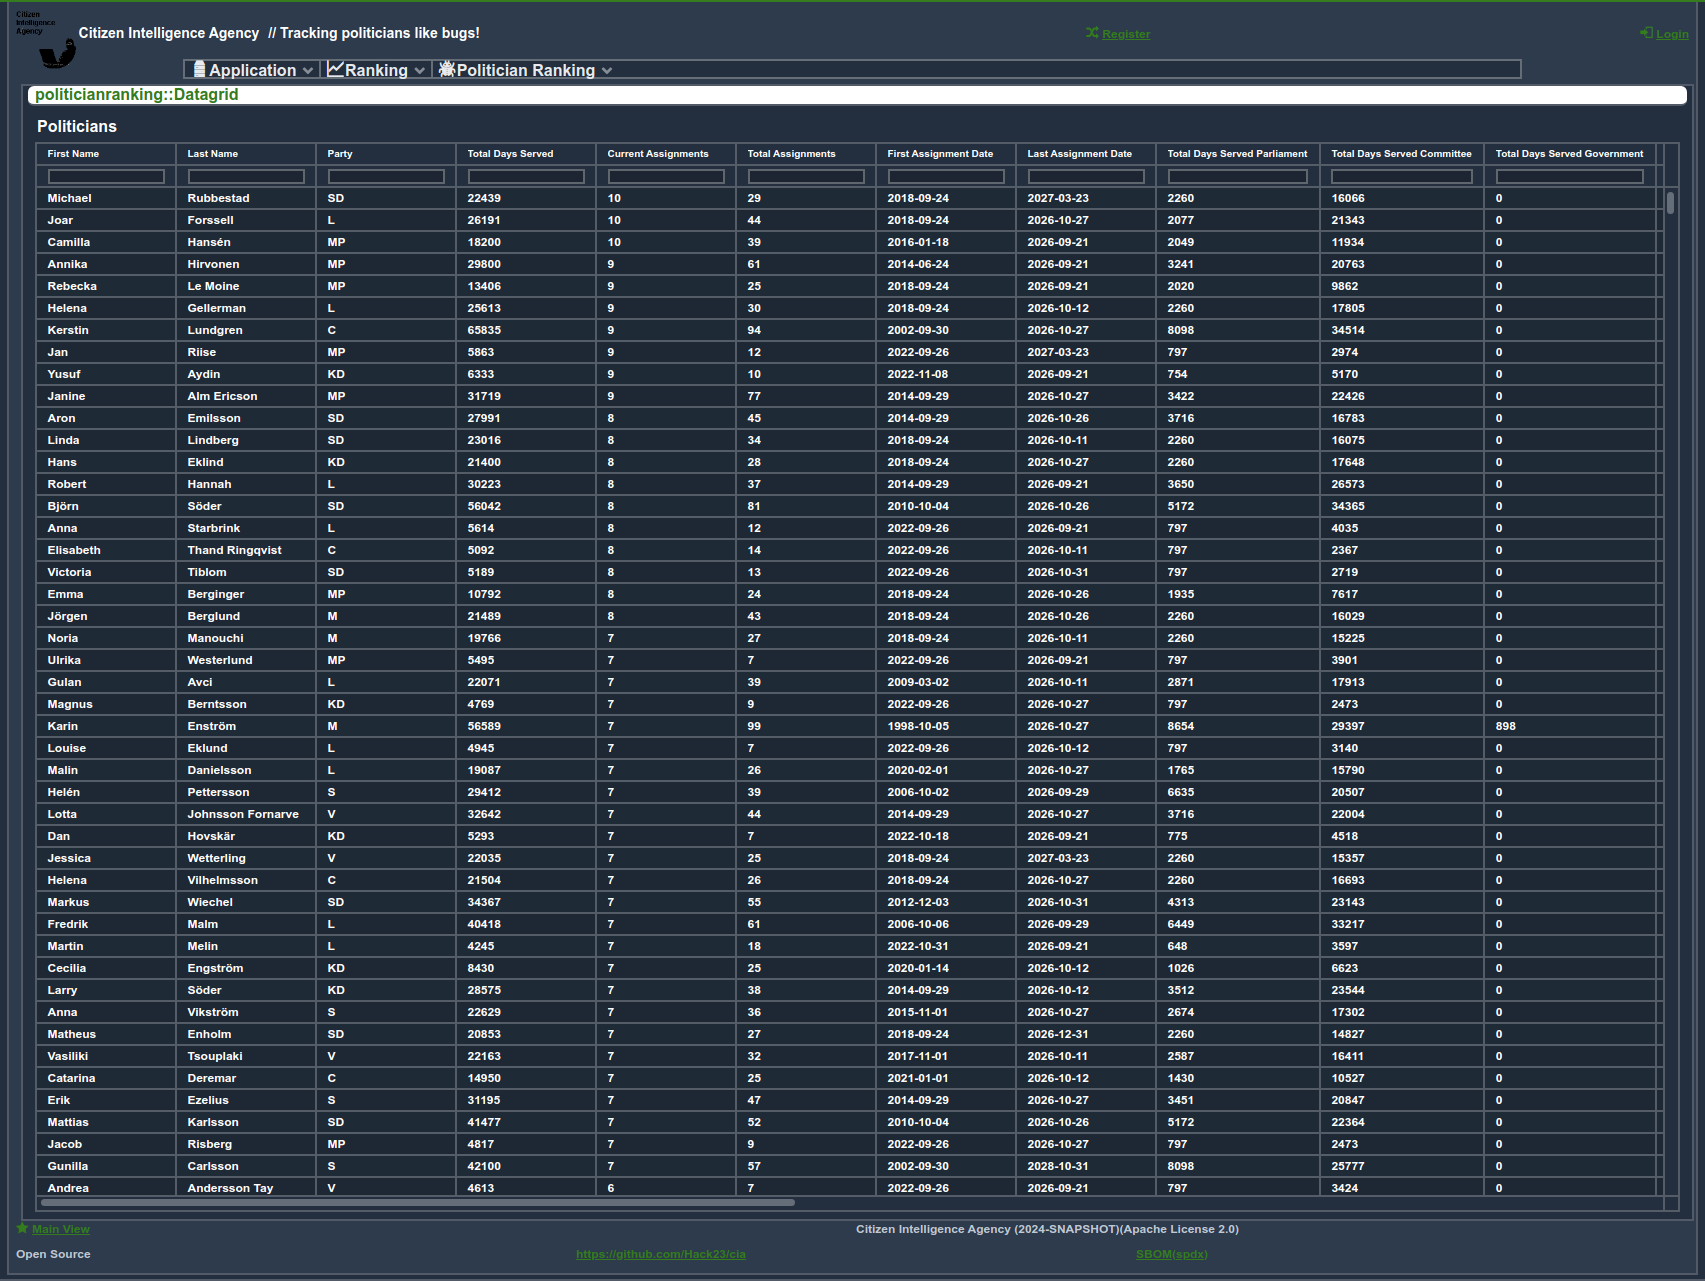 Citizen
Intelligence
Agency
Citizen Intelligence Agency // Tracking politicians like bugs!
Register
Login
Application
Ranking
Politician Ranking
politicianranking::Datagrid
Politicians
First Name Last Name Party Total Days Served Current Assignments Total Assignments First Assignment Date Last Assignment Date Total Days Served Parliament Total Days Served Committee Total Days Served Government
Michael Rubbestad SD 22439 10 29 2018-09-24 2027-03-23 2260 16066 0
Joar Forssell L 26191 10 44 2018-09-24 2026-10-27 2077 21343 0
Camilla Hansén MP 18200 10 39 2016-01-18 2026-09-21 2049 11934 0
Annika Hirvonen MP 29800 9 61 2014-06-24 2026-09-21 3241 20763 0
Rebecka Le Moine MP 13406 9 25 2018-09-24 2026-09-21 2020 9862 0
Helena Gellerman L 25613 9 30 2018-09-24 2026-10-12 2260 17805 0
Kerstin Lundgren C 65835 9 94 2002-09-30 2026-10-27 8098 34514 0
Jan Riise MP 5863 9 12 2022-09-26 2027-03-23 797 2974 0
Yusuf Aydin KD 6333 9 10 2022-11-08 2026-09-21 754 5170 0
Janine Alm Ericson MP 31719 9 77 2014-09-29 2026-10-27 3422 22426 0
Aron Emilsson SD 27991 8 45 2014-09-29 2026-10-26 3716 16783 0
Linda Lindberg SD 23016 8 34 2018-09-24 2026-10-11 2260 16075 0
Hans Eklind KD 21400 8 28 2018-09-24 2026-10-27 2260 17648 0
Robert Hannah L 30223 8 37 2014-09-29 2026-09-21 3650 26573 0
Björn Söder SD 56042 8 81 2010-10-04 2026-10-26 5172 34365 0
Anna Starbrink L 5614 8 12 2022-09-26 2026-09-21 797 4035 0
Elisabeth Thand Ringqvist C 5092 8 14 2022-09-26 2026-10-11 797 2367 0
Victoria Tiblom SD 5189 8 13 2022-09-26 2026-10-31 797 2719 0
Emma Berginger MP 10792 8 24 2018-09-24 2026-10-26 1935 7617 0
Jörgen Berglund M 21489 8 43 2018-09-24 2026-10-26 2260 16029 0
Noria Manouchi M 19766 7 27 2018-09-24 2026-10-11 2260 15225 0
Ulrika Westerlund MP 5495 7 7 2022-09-26 2026-09-21 797 3901 0
Gulan Avci L 22071 7 39 2009-03-02 2026-10-11 2871 17913 0
Magnus Berntsson KD 4769 7 9 2022-09-26 2026-10-27 797 2473 0
Karin Enström M 56589 7 99 1998-10-05 2026-10-27 8654 29397 898
Louise Eklund L 4945 7 7 2022-09-26 2026-10-12 797 3140 0
Malin Danielsson L 19087 7 26 2020-02-01 2026-10-27 1765 15790 0
Helén Pettersson S 29412 7 39 2006-10-02 2026-09-29 6635 20507 0
Lotta Johnsson Fornarve V 32642 7 44 2014-09-29 2026-10-27 3716 22004 0
Dan Hovskär KD 5293 7 7 2022-10-18 2026-09-21 775 4518 0
Jessica Wetterling V 22035 7 25 2018-09-24 2027-03-23 2260 15357 0
Helena Vilhelmsson C 21504 7 26 2018-09-24 2026-10-27 2260 16693 0
Markus Wiechel SD 34367 7 55 2012-12-03 2026-10-31 4313 23143 0
Fredrik Malm L 40418 7 61 2006-10-06 2026-09-29 6449 33217 0
Martin Melin L 4245 7 18 2022-10-31 2026-09-21 648 3597 0
Cecilia Engström KD 8430 7 25 2020-01-14 2026-10-12 1026 6623 0
Larry Söder KD 28575 7 38 2014-09-29 2026-10-12 3512 23544 0
Anna Vikström S 22629 7 36 2015-11-01 2026-10-27 2674 17302 0
Matheus Enholm SD 20853 7 27 2018-09-24 2026-12-31 2260 14827 0
Vasiliki Tsouplaki V 22163 7 32 2017-11-01 2026-10-11 2587 16411 0
Catarina Deremar C 14950 7 25 2021-01-01 2026-10-12 1430 10527 0
Erik Ezelius S 31195 7 47 2014-09-29 2026-10-27 3451 20847 0
Mattias Karlsson SD 41477 7 52 2010-10-04 2026-10-26 5172 22364 0
Jacob Risberg MP 4817 7 9 2022-09-26 2026-10-27 797 2473 0
Gunilla Carlsson S 42100 7 57 2002-09-30 2028-10-31 8098 25777 0
Andrea Andersson Tay V 4613 6 7 2022-09-26 2026-09-21 797 3424 0
Main View
Citizen Intelligence Agency (2024-SNAPSHOT)(Apache License 2.0)
Open Source
https://github.com/Hack23/cia
SBOM(spdx)